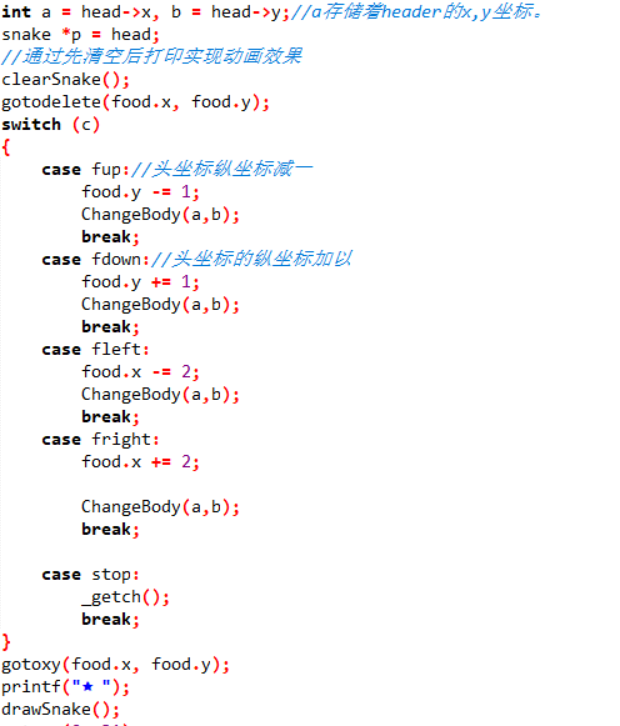 int a = head->x, b = head->y;//a存储着header的x,y坐标。
snake *p = head;
//通过先清空后打印实现动画效果
clearSnake();
gotodelete(food.x, food.y);
switch (c)
{
case fup://头坐标纵坐标减一
food.y -= 1;
ChangeBody(a,b);
break;
case fdown://头坐标的纵坐标加以
food.y += 1;
ChangeBody(a,b);
break;
case fleft:
food.x -= 2;
ChangeBody(a,b);
break;
case fright:
food.x += 2;
ChangeBody(a,b);
break;
case stop:
_getch();
break;
}
gotoxy(food.x, food.y);
printf("★ ");
drawSnake();